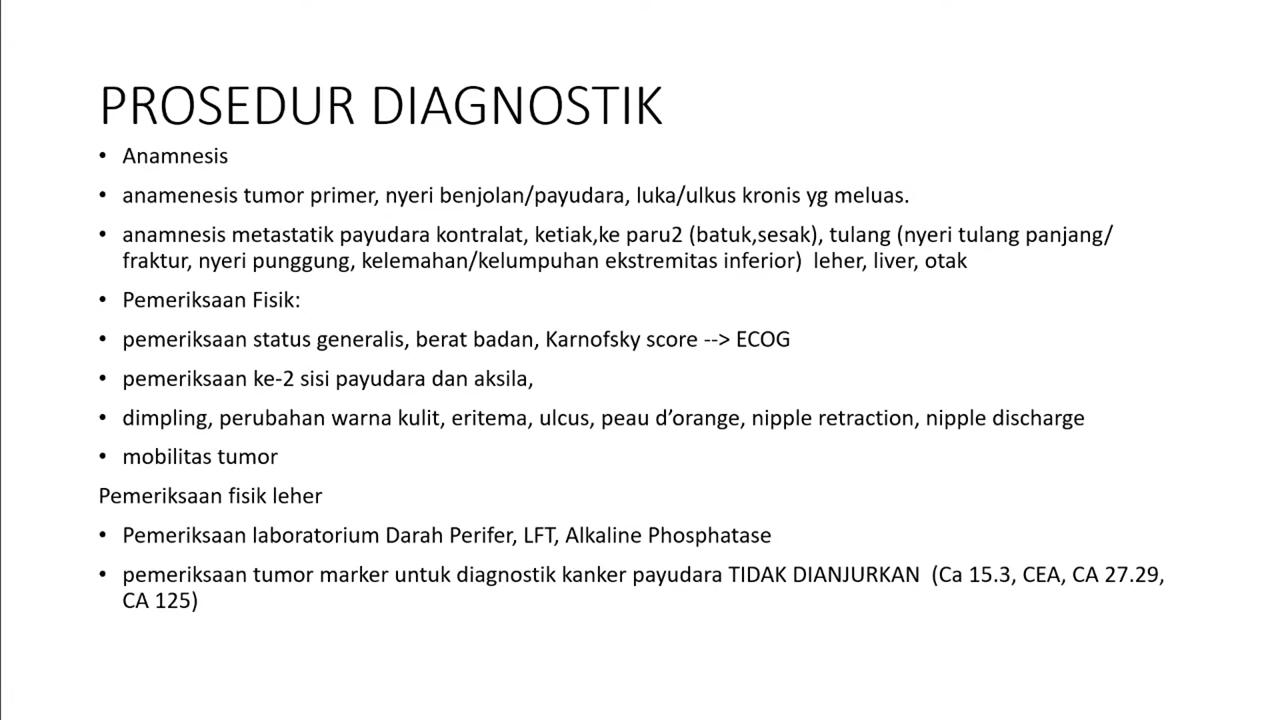 PROSEDUR DIAGNOSTIK
• Anamnesis
• anamenesis tumor primer, nyeri benjolan/payudara, luka/ulkus kronis yg meluas.
• anamnesis metastatik payudara kontralat, ketiak,ke paru2 (batuk,sesak), tulang (nyeri tulang panjang/
fraktur, nyeri punggung, kelemahan/kelumpuhan ekstremitas inferior)  leher, liver, otak
• Pemeriksaan Fisik:
• pemeriksaan status generalis, berat badan, Karnofsky score --> ECOG
• pemeriksaan ke-2 sisi payudara dan aksila,
• dimpling, perubahan warna kulit, eritema, ulcus, peau d’orange, nipple retraction, nipple discharge
• mobilitas tumor
Pemeriksaan fisik leher
• Pemeriksaan laboratorium Darah Perifer, LFT, Alkaline Phosphatase
• pemeriksaan tumor marker untuk diagnostik kanker payudara TIDAK DIANJURKAN  (Ca 15.3, CEA, CA 27.29,
CA 125)